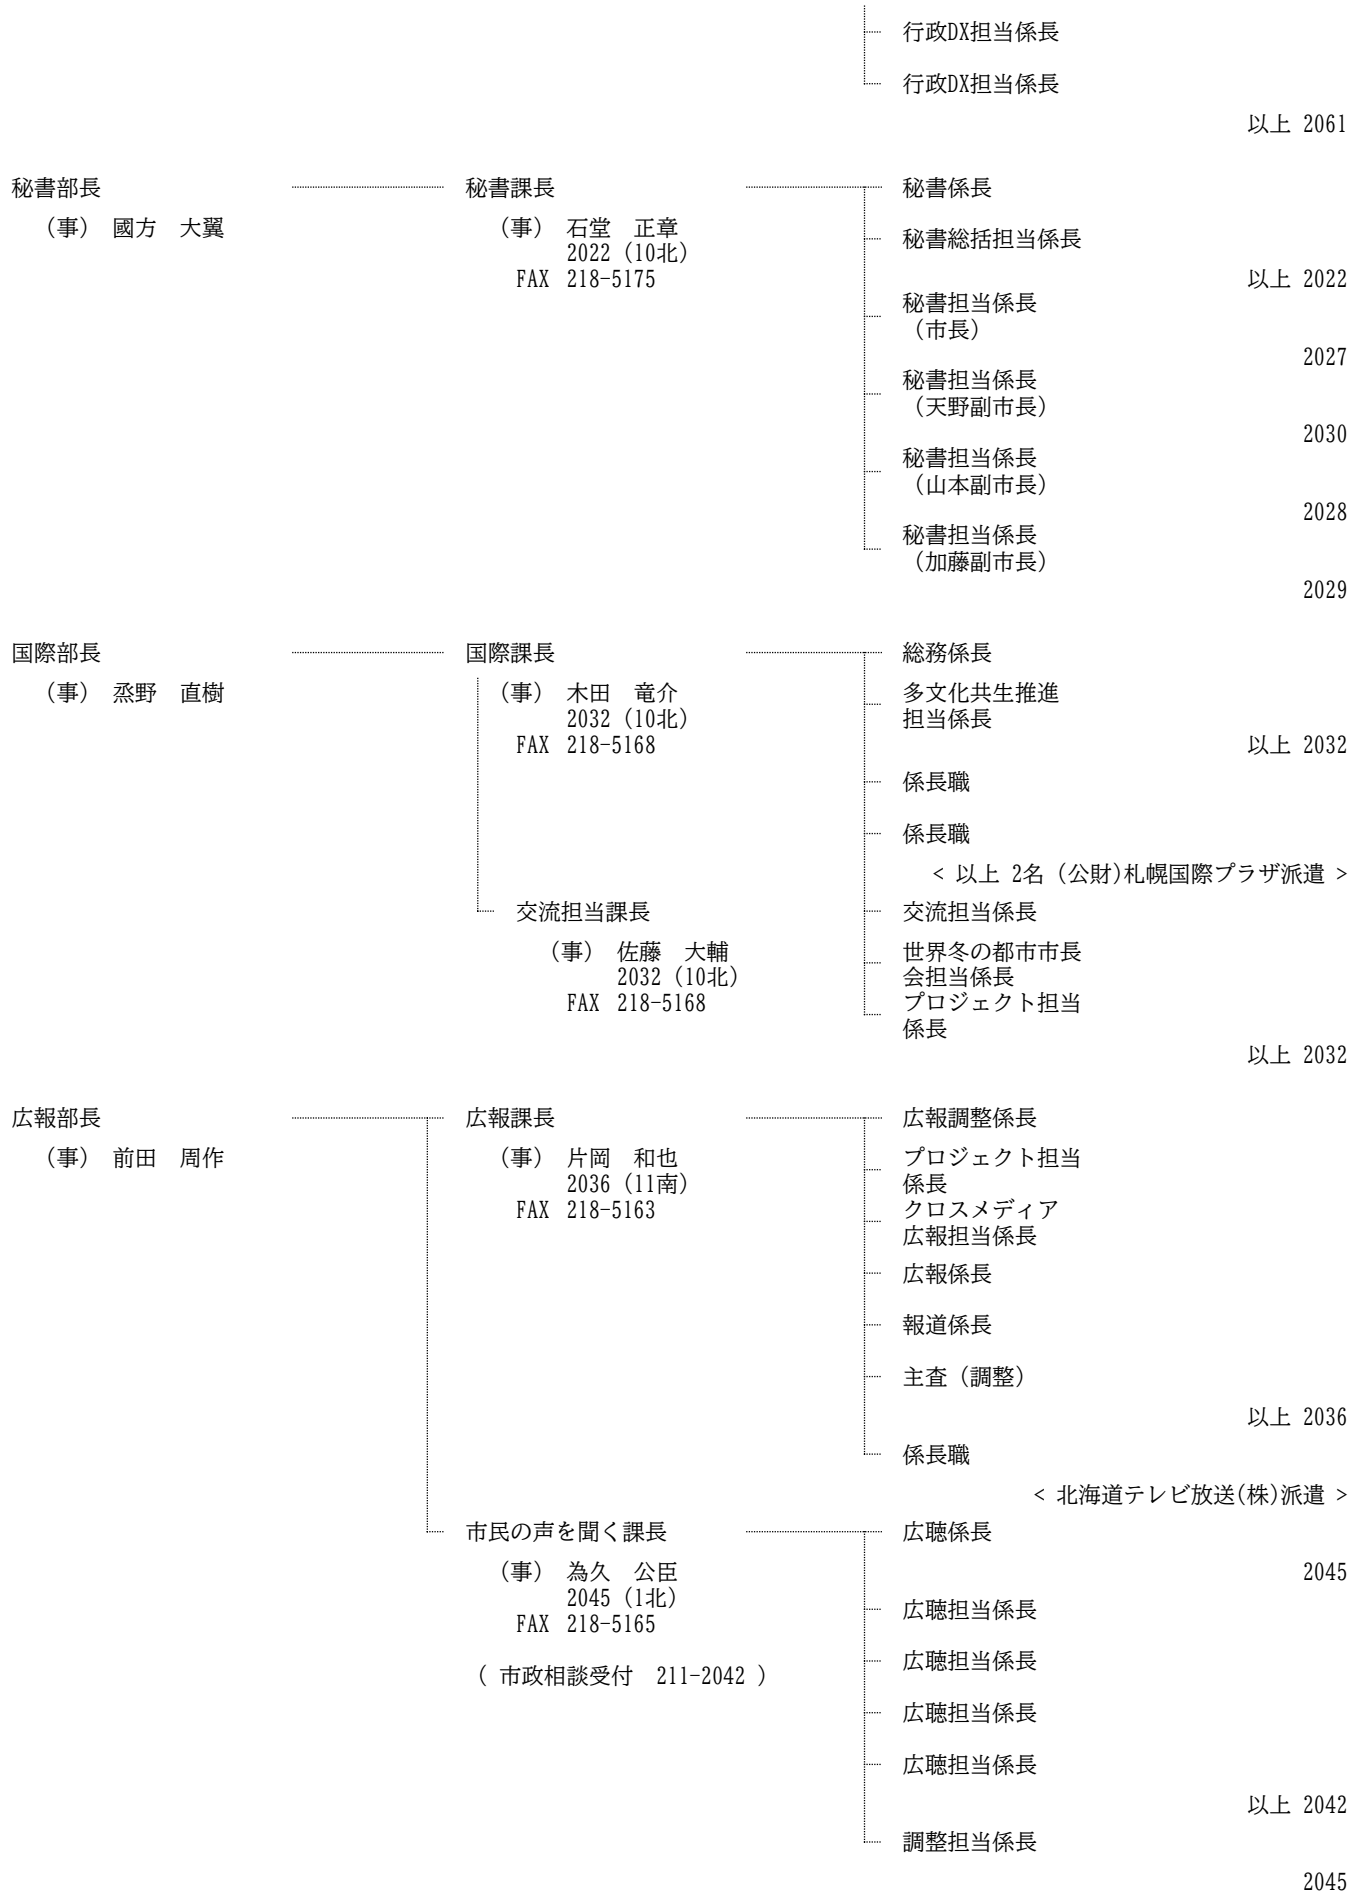 行政DX担当係長
行政DX担当係長
以上 2061
秘書部長
（事） 國方　大翼
秘書課長
（事） 石堂　正章
2022 (10北)
FAX 218-5175
秘書係長
秘書総括担当係長
以上 2022
秘書担当係長
（市長）
2027
秘書担当係長
（天野副市長）
2030
秘書担当係長
（山本副市長）
2028
秘書担当係長
（加藤副市長）
2029
国際部長
（事） 烝野　直樹
国際課長
（事） 木田　竜介
2032 (10北)
FAX 218-5168
総務係長
多文化共生推進
担当係長
以上 2032
係長職
係長職
< 以上 2名 (公財)札幌国際プラザ派遣 >
交流担当課長
（事） 佐藤　大輔
2032 (10北)
FAX 218-5168
交流担当係長
世界冬の都市市長
会担当係長
プロジェクト担当
係長
以上 2032
広報部長
（事） 前田　周作
広報課長
（事） 片岡　和也
2036 (11南)
FAX 218-5163
広報調整係長
プロジェクト担当
係長
クロスメディア
広報担当係長
広報係長
報道係長
主査（調整）
以上 2036
係長職
< 北海道テレビ放送(株)派遣 >
市民の声を聞く課長
（事） 為久　公臣
2045 (1北)
FAX 218-5165
( 市政相談受付　211-2042 )
広聴係長
2045
広聴担当係長
広聴担当係長
広聴担当係長
広聴担当係長
以上 2042
調整担当係長
2045